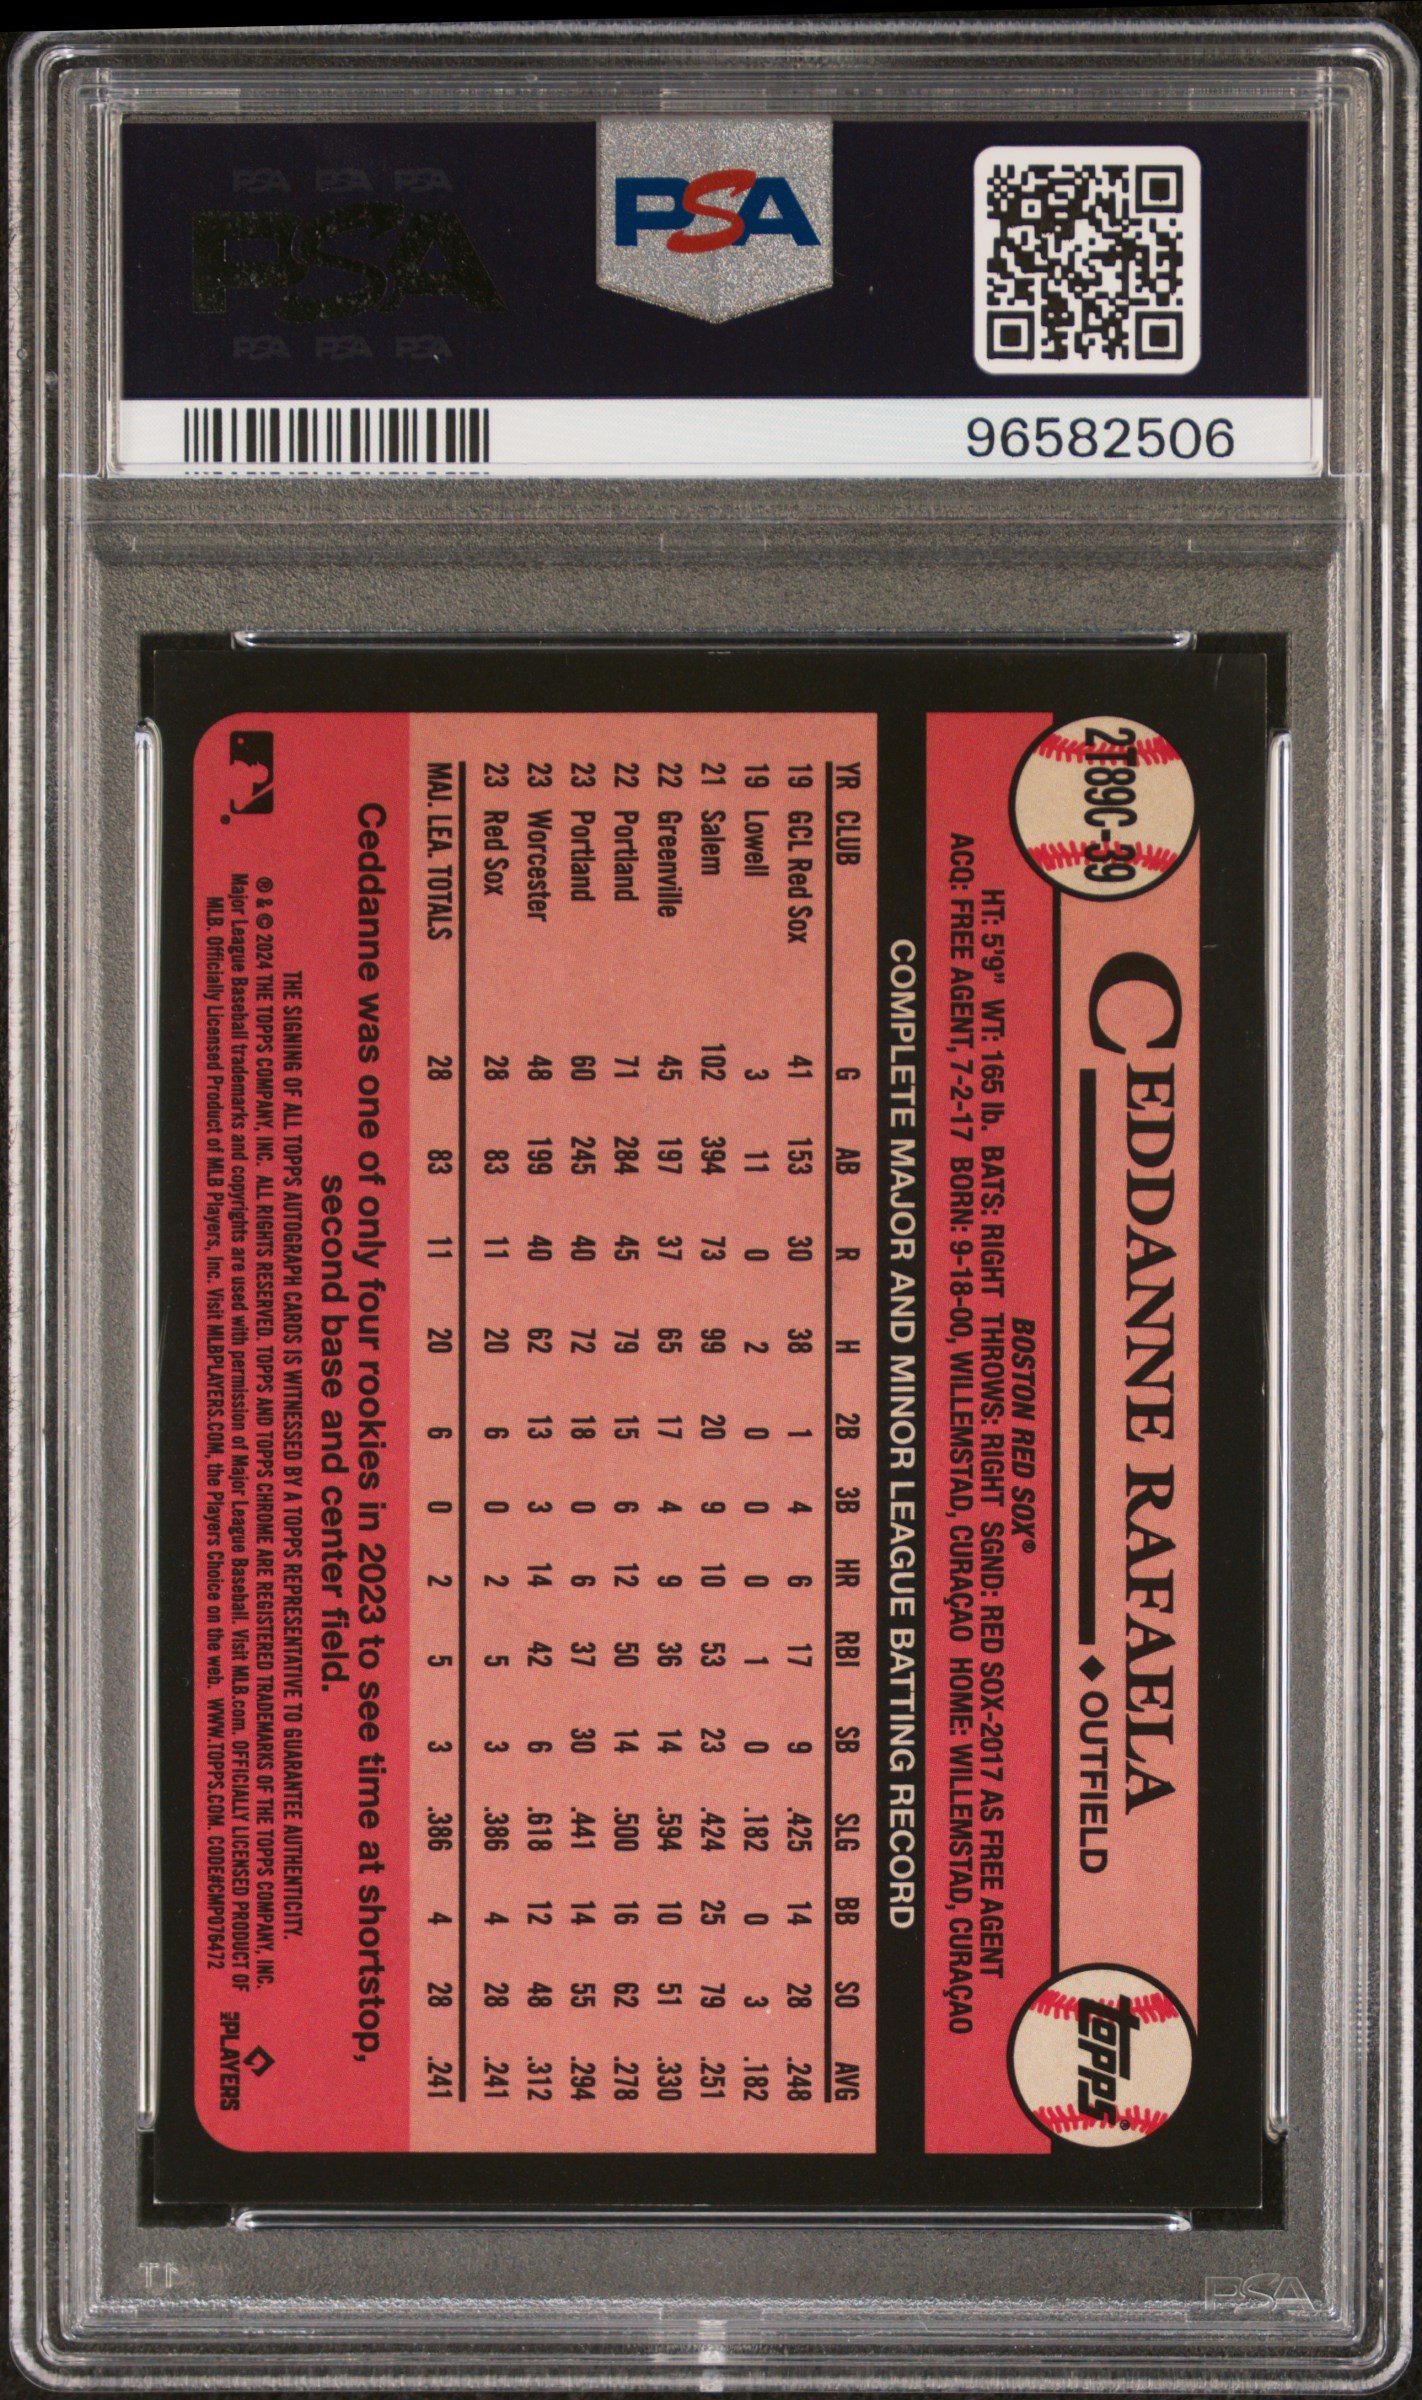 PSA PSA PSA
PSA
PSA PSA PSA
PSA
96582506
2T89C-39
CEDDANNE RAFAELA
◆ OUTFIELD
topps®
BOSTON RED SOX®
HT: 5'9" WT: 165 lb. BATS: RIGHT THROWS: RIGHT SGND: RED SOX-2017 AS FREE AGENT
ACQ: FREE AGENT, 7-2-17 BORN: 9-18-00, WILLEMSTAD, CURAÇAO HOME: WILLEMSTAD, CURAÇAO
COMPLETE MAJOR AND MINOR LEAGUE BATTING RECORD
YR CLUB G AB R H 2B 3B HR RBI SB SLG BB SO AVG
19 GCL Red Sox 41 153 30 38 1 4 6 17 9 .425 14 28 .248
19 Lowell 3 11 0 2 0 0 0 1 0 .182 0 3 .182
21 Salem 102 394 73 99 20 9 10 53 23 .424 25 79 .251
22 Greenville 45 197 37 65 17 4 9 36 14 .594 10 51 .330
22 Portland 71 284 45 79 15 6 12 50 14 .500 16 62 .278
23 Portland 60 245 40 72 18 0 6 37 30 .441 14 55 .294
23 Worcester 48 199 40 62 13 3 14 42 6 .618 12 48 .312
23 Red Sox 28 83 11 20 6 0 2 5 3 .386 4 28 .241
MAJ. LEA. TOTALS 28 83 11 20 6 0 2 5 3 .386 4 28 .241
Ceddanne was one of only four rookies in 2023 to see time at shortstop,
second base and center field.
THE SIGNING OF ALL TOPPS AUTOGRAPH CARDS IS WITNESSED BY A TOPPS REPRESENTATIVE TO GUARANTEE AUTHENTICITY.
® & © 2024 THE TOPPS COMPANY, INC. ALL RIGHTS RESERVED. TOPPS AND TOPPS CHROME ARE REGISTERED TRADEMARKS OF THE TOPPS COMPANY, INC.
Major League Baseball trademarks and copyrights are used with permission of Major League Baseball. Visit MLB.com. OFFICIALLY LICENSED PRODUCT OF
MLB. Officially Licensed Product of MLB Players, Inc. Visit MLBPLAYERS.COM, the Players Choice on the web. WWW.TOPPS.COM. CODE#CMP076472
MLB PLAYERS
PSA